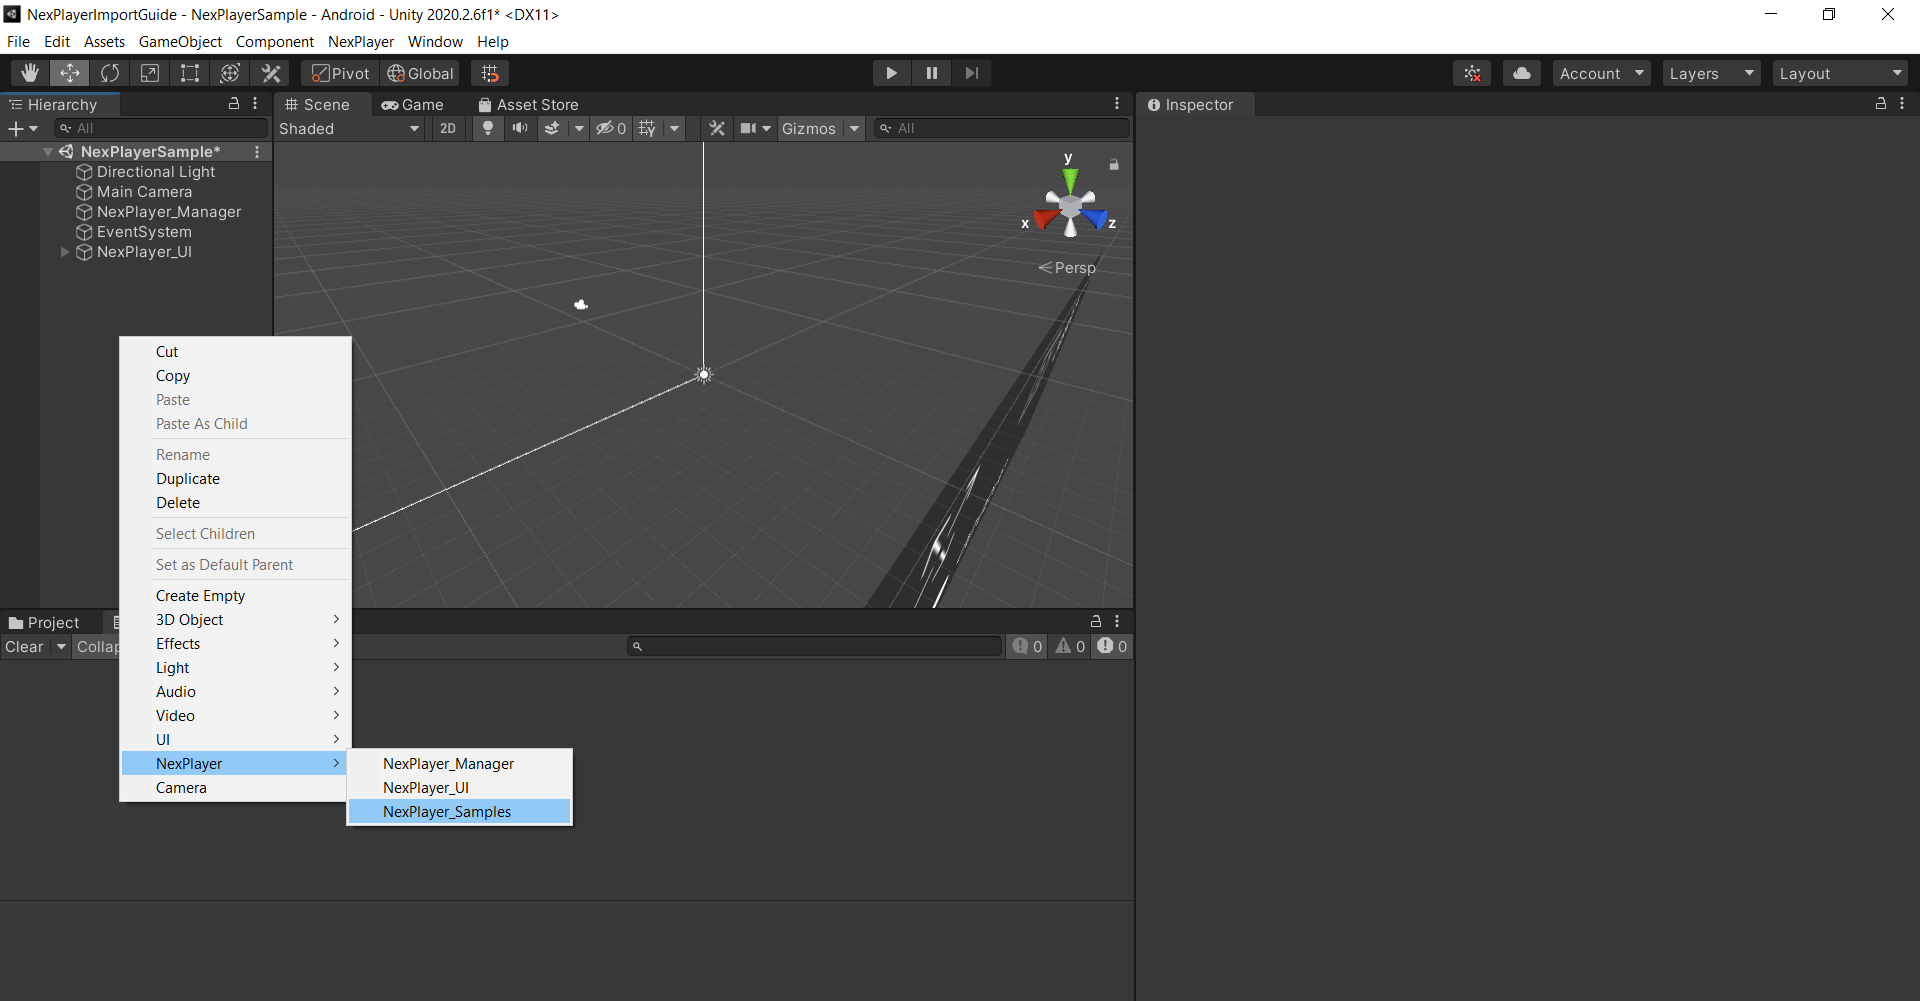 NexPlayerImportGuide - NexPlayerSample - Android - Unity 2020.2.6f1* <DX11>
File Edit Assets GameObject Component NexPlayer Window Help
Pivot Global Account Layers Layout
Hierarchy Scene Game Asset Store Inspector
All Shaded 2D 0 Gizmos All
NexPlayerSample*
Directional Light
Main Camera
NexPlayer_Manager
EventSystem
NexPlayer_UI
y
x z
Persp
Cut
Copy
Paste
Paste As Child
Rename
Duplicate
Delete
Select Children
Set as Default Parent
Create Empty
3D Object
Effects
Light
Audio
Video
UI
NexPlayer
Camera
NexPlayer_Manager
NexPlayer_UI
NexPlayer_Samples
Project
Clear Collap 0 0 0